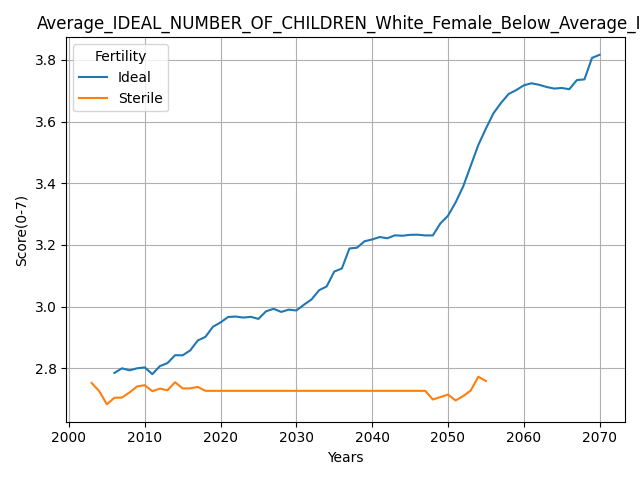 Average_IDEAL_NUMBER_OF_CHILDREN_White_Female_Below_Average_I
Fertility
Ideal
Sterile
Score(0-7)
3.8
3.6
3.4
3.2
3.0
2.8
2000 2010 2020 2030 2040 2050 2060 2070
Years